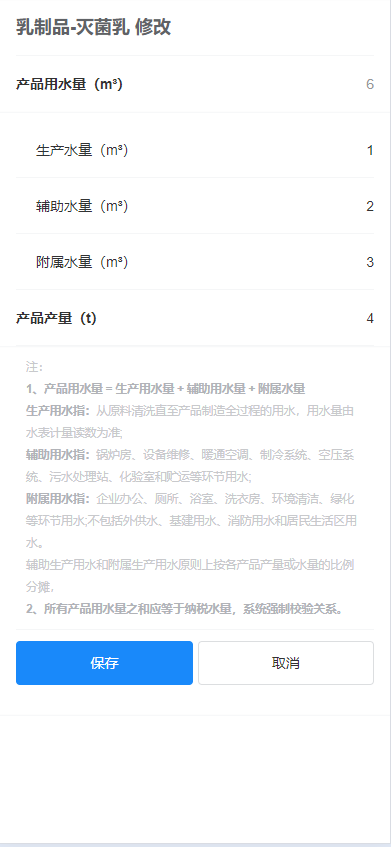 乳制品-灭菌乳 修改
产品用水量（m³） 6
生产水量（m³） 1
辅助水量（m³） 2
附属水量（m³） 3
产品产量（t） 4
注：
1、产品用水量 = 生产用水量 + 辅助用水量 + 附属水量
生产用水指：从原料清洗直至产品制造全过程的用水，用水量由
水表计量读数为准;
辅助用水指：锅炉房、设备维修、暖通空调、制冷系统、空压系
统、污水处理站、化验室和贮运等环节用水;
附属用水指：企业办公、厕所、浴室、洗衣房、环境清洁、绿化
等环节用水;不包括外供水、基建用水、消防用水和居民生活区用
水。
辅助生产用水和附属生产用水原则上按各产品产量或水量的比例
分摊，
2、所有产品用水量之和应等于纳税水量，系统强制校验关系。
保存 取消